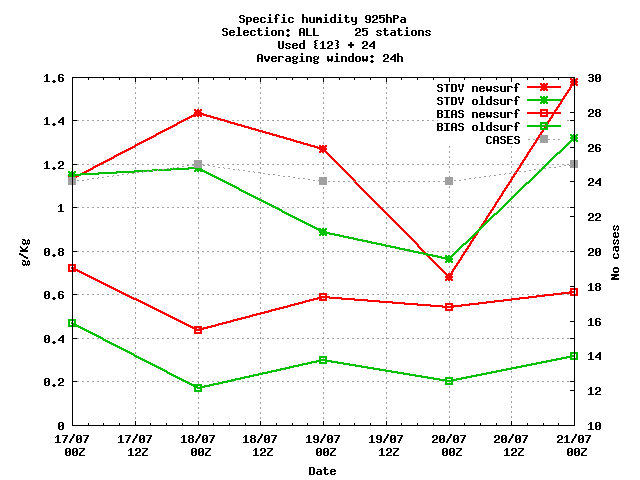 Specific humidity 925hPa
Selection: ALL     25 stations
Used {12} + 24
Averaging window: 24h
STDV newsurf
STDV oldsurf
BIAS newsurf
BIAS oldsurf
CASES
1.6
1.4
1.2
1
0.8
0.6
0.4
0.2
0
g/Kg
30
28
26
24
22
20
18
16
14
12
10
No cases
17/07 17/07 18/07 18/07 19/07 19/07 20/07 20/07 21/07
00Z 12Z 00Z 12Z 00Z 12Z 00Z 12Z 00Z
Date